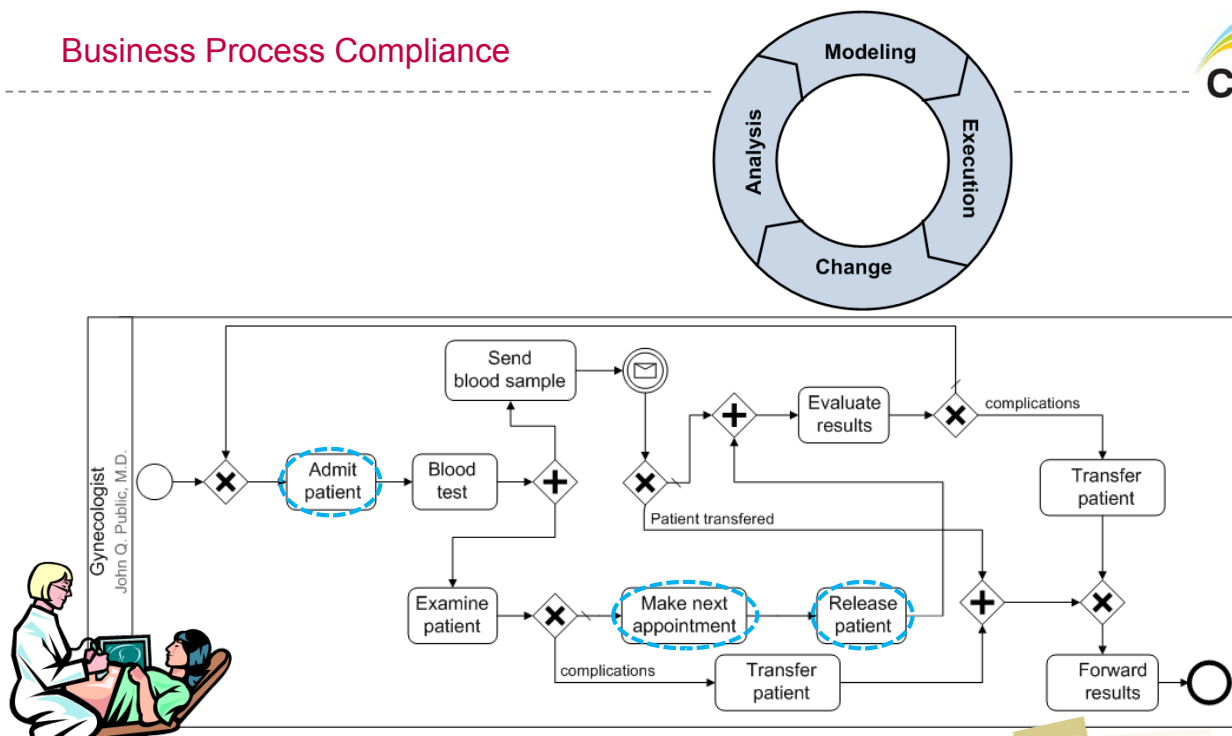 Business Process Compliance
C
Modeling
Execution
Change
Analysis
Gynecologist
John Q. Public, M.D.
Send
blood sample
Admit
patient
Blood
test
Evaluate
results
complications
Transfer
patient
Patient transfered
Examine
patient
Make next
appointment
Release
patient
complications
Transfer
patient
Forward
results